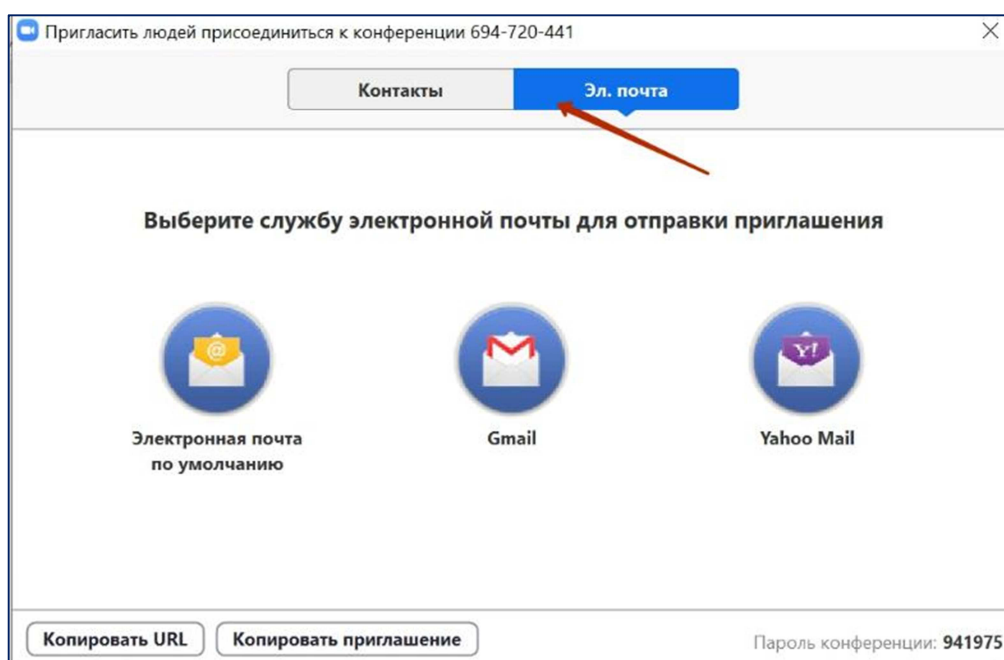 Пригласить людей присоединиться к конференции 694-720-441
Контакты
Эл. почта
Выберите службу электронной почты для отправки приглашения
@
Y!
Электронная почта
по умолчанию
Gmail
Yahoo Mail
Копировать URL
Копировать приглашение
Пароль конференции: 941975